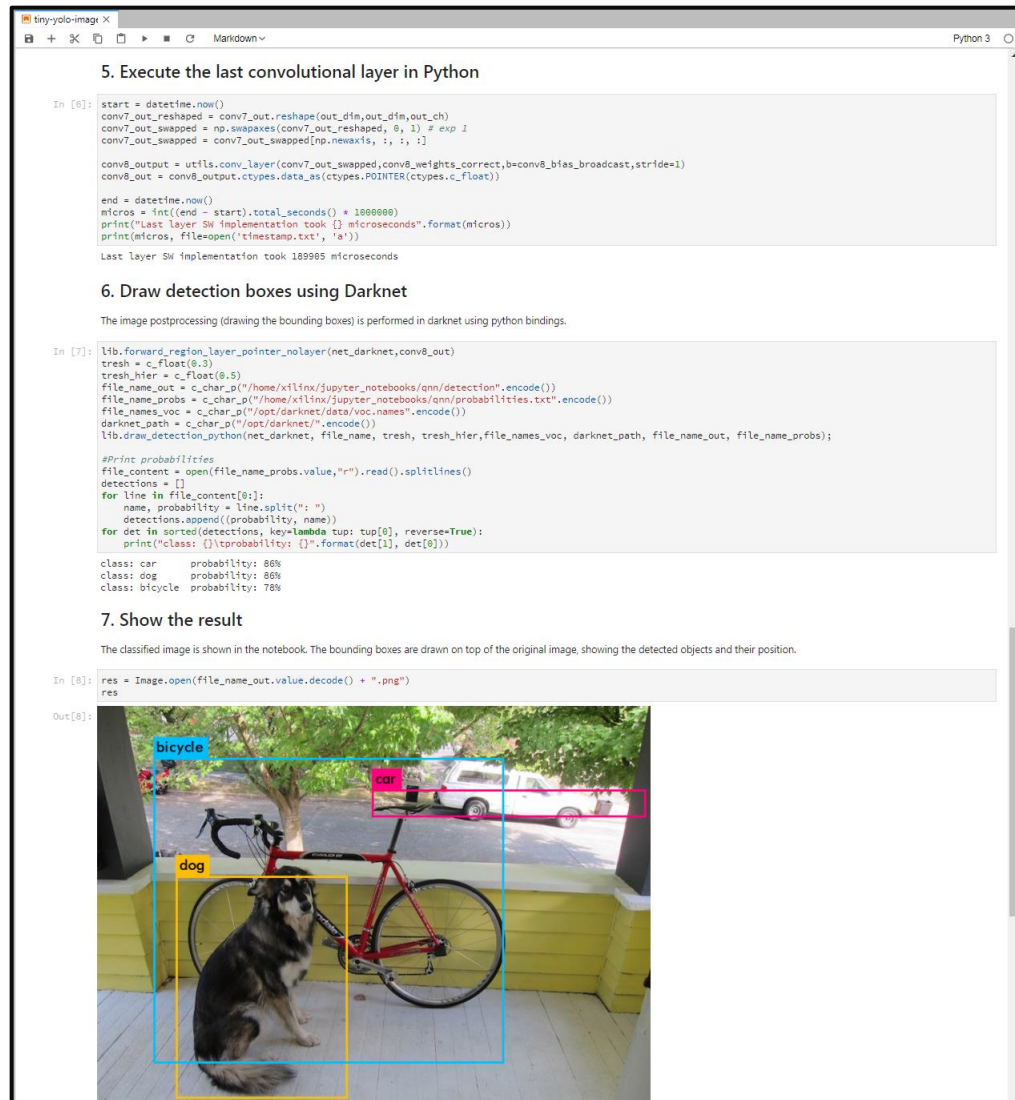 tiny-yolo-image ×
Markdown
Python 3
5. Execute the last convolutional layer in Python
In [6]:
start = datetime.now()
conv7_out_reshaped = conv7_out.reshape(out_dim,out_dim,out_ch)
conv7_out_swapped = np.swapaxes(conv7_out_reshaped, 0, 1) # exp 1
conv7_out_swapped = conv7_out_swapped[np.newaxis, :, :, :]
conv8_output = utils.conv_layer(conv7_out_swapped,conv8_weights_correct,b=conv8_bias_broadcast,stride=1)
conv8_out = conv8_output.ctypes.data_as(ctypes.POINTER(ctypes.c_float))
end = datetime.now()
micros = int((end - start).total_seconds() * 1000000)
print("Last layer SW implementation took {} microseconds".format(micros))
print(micros, file=open('timestamp.txt', 'a'))
Last layer SW implementation took 189905 microseconds
6. Draw detection boxes using Darknet
The image postprocessing (drawing the bounding boxes) is performed in darknet using python bindings.
In [7]:
lib.forward_region_layer_pointer_nolayer(net_darknet,conv8_out)
tresh = c_float(0.3)
tresh_hier = c_float(0.5)
file_name_out = c_char_p("/home/xilinx/jupyter_notebooks/qnn/detection".encode())
file_name_probs = c_char_p("/home/xilinx/jupyter_notebooks/qnn/probabilities.txt".encode())
file_names_voc = c_char_p("/opt/darknet/data/voc.names".encode())
darknet_path = c_char_p("/opt/darknet/".encode())
lib.draw_detection_python(net_darknet, file_name, tresh, tresh_hier,file_names_voc, darknet_path, file_name_out, file_name_probs);
#Print probabilities
file_content = open(file_name_probs.value,"r").read().splitlines()
detections = []
for line in file_content[0:]:
    name, probability = line.split(": ")
    detections.append((probability, name))
for det in sorted(detections, key=lambda tup: tup[0], reverse=True):
    print("class: {}\tprobability: {}".format(det[1], det[0]))
class: car probability: 86%
class: dog probability: 86%
class: bicycle probability: 78%
7. Show the result
The classified image is shown in the notebook. The bounding boxes are drawn on top of the original image, showing the detected objects and their position.
In [8]:
res = Image.open(file_name_out.value.decode() + ".png")
res
Out[8]:
bicycle
car
dog